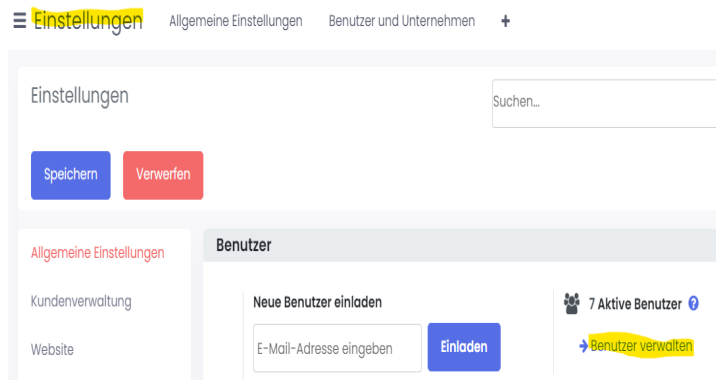 Einstellungen Allgemeine Einstellungen Benutzer und Unternehmen +
Einstellungen
Suchen...
Speichern Verwerfen
Allgemeine Einstellungen
Kundenverwaltung
Website
Benutzer
Neue Benutzer einladen
E-Mail-Adresse eingeben Einladen
7 Aktive Benutzer ?
Benutzer verwalten